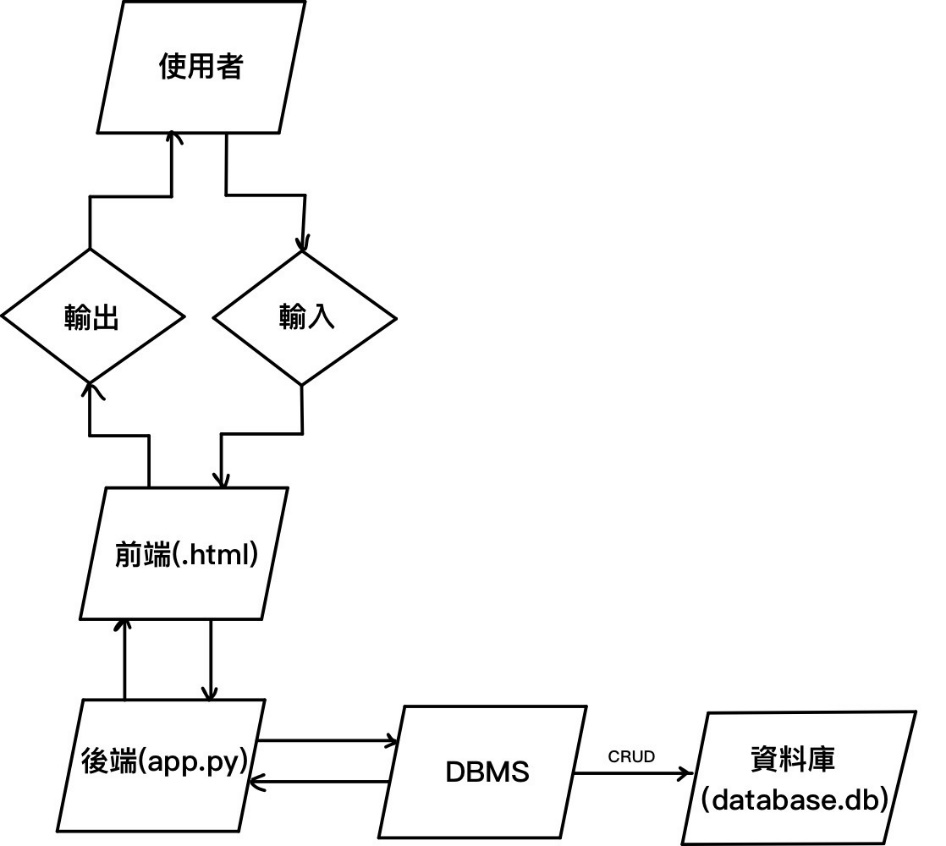 使用者
輸出
輸入
前端(.html)
後端(app.py)
DBMS
CRUD
資料庫
(database.db)